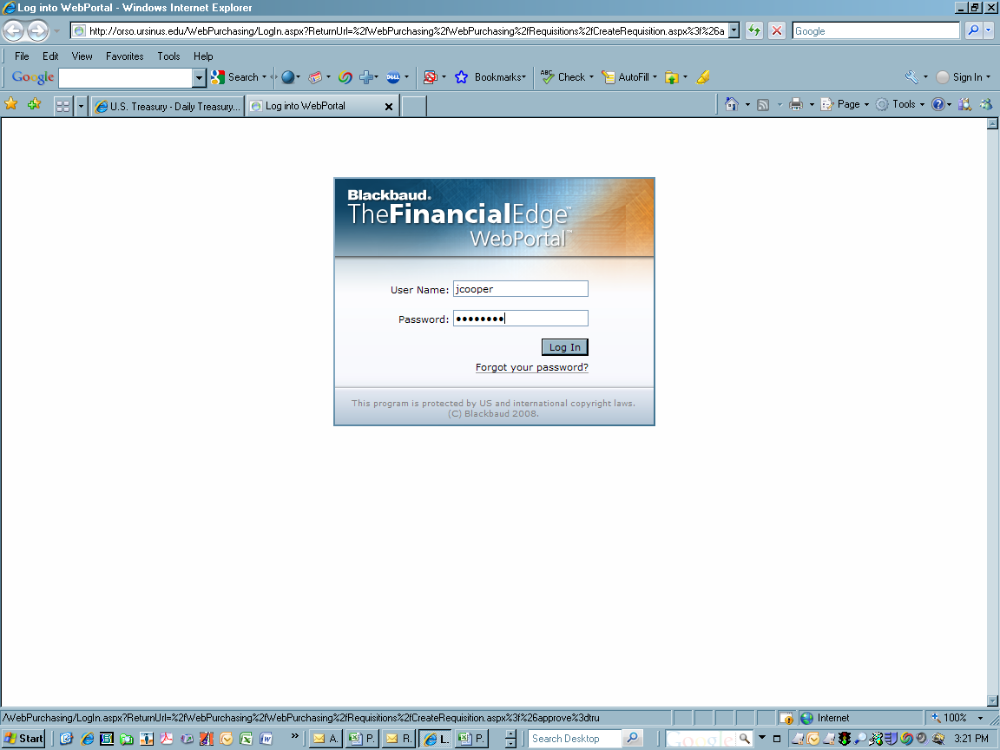 Log into WebPortal - Windows Internet Explorer
http://orso.ursinus.edu/WebPurchasing/LogIn.aspx?ReturnUrl=%2fWebPurchasing%2fWebPurchasing%2fRequisitions%2fCreateRequisition.aspx%3f%26a
Google
File Edit View Favorites Tools Help
Google Search Bookmarks ABC Check AutoFill Sign In
U.S. Treasury - Daily Treasury... Log into WebPortal Page Tools
Blackbaud®
TheFinancialEdge™
WebPortal™
User Name: jcooper
Password: ••••••••
Log In
Forgot your password?
This program is protected by US and international copyright laws.
(C) Blackbaud 2008.
/WebPurchasing/LogIn.aspx?ReturnUrl=%2fWebPurchasing%2fWebPurchasing%2fRequisitions%2fCreateRequisition.aspx%3f%26approve%3dtru Internet 100%
Start A. P. R. L. P. Search Desktop Google 3:21 PM